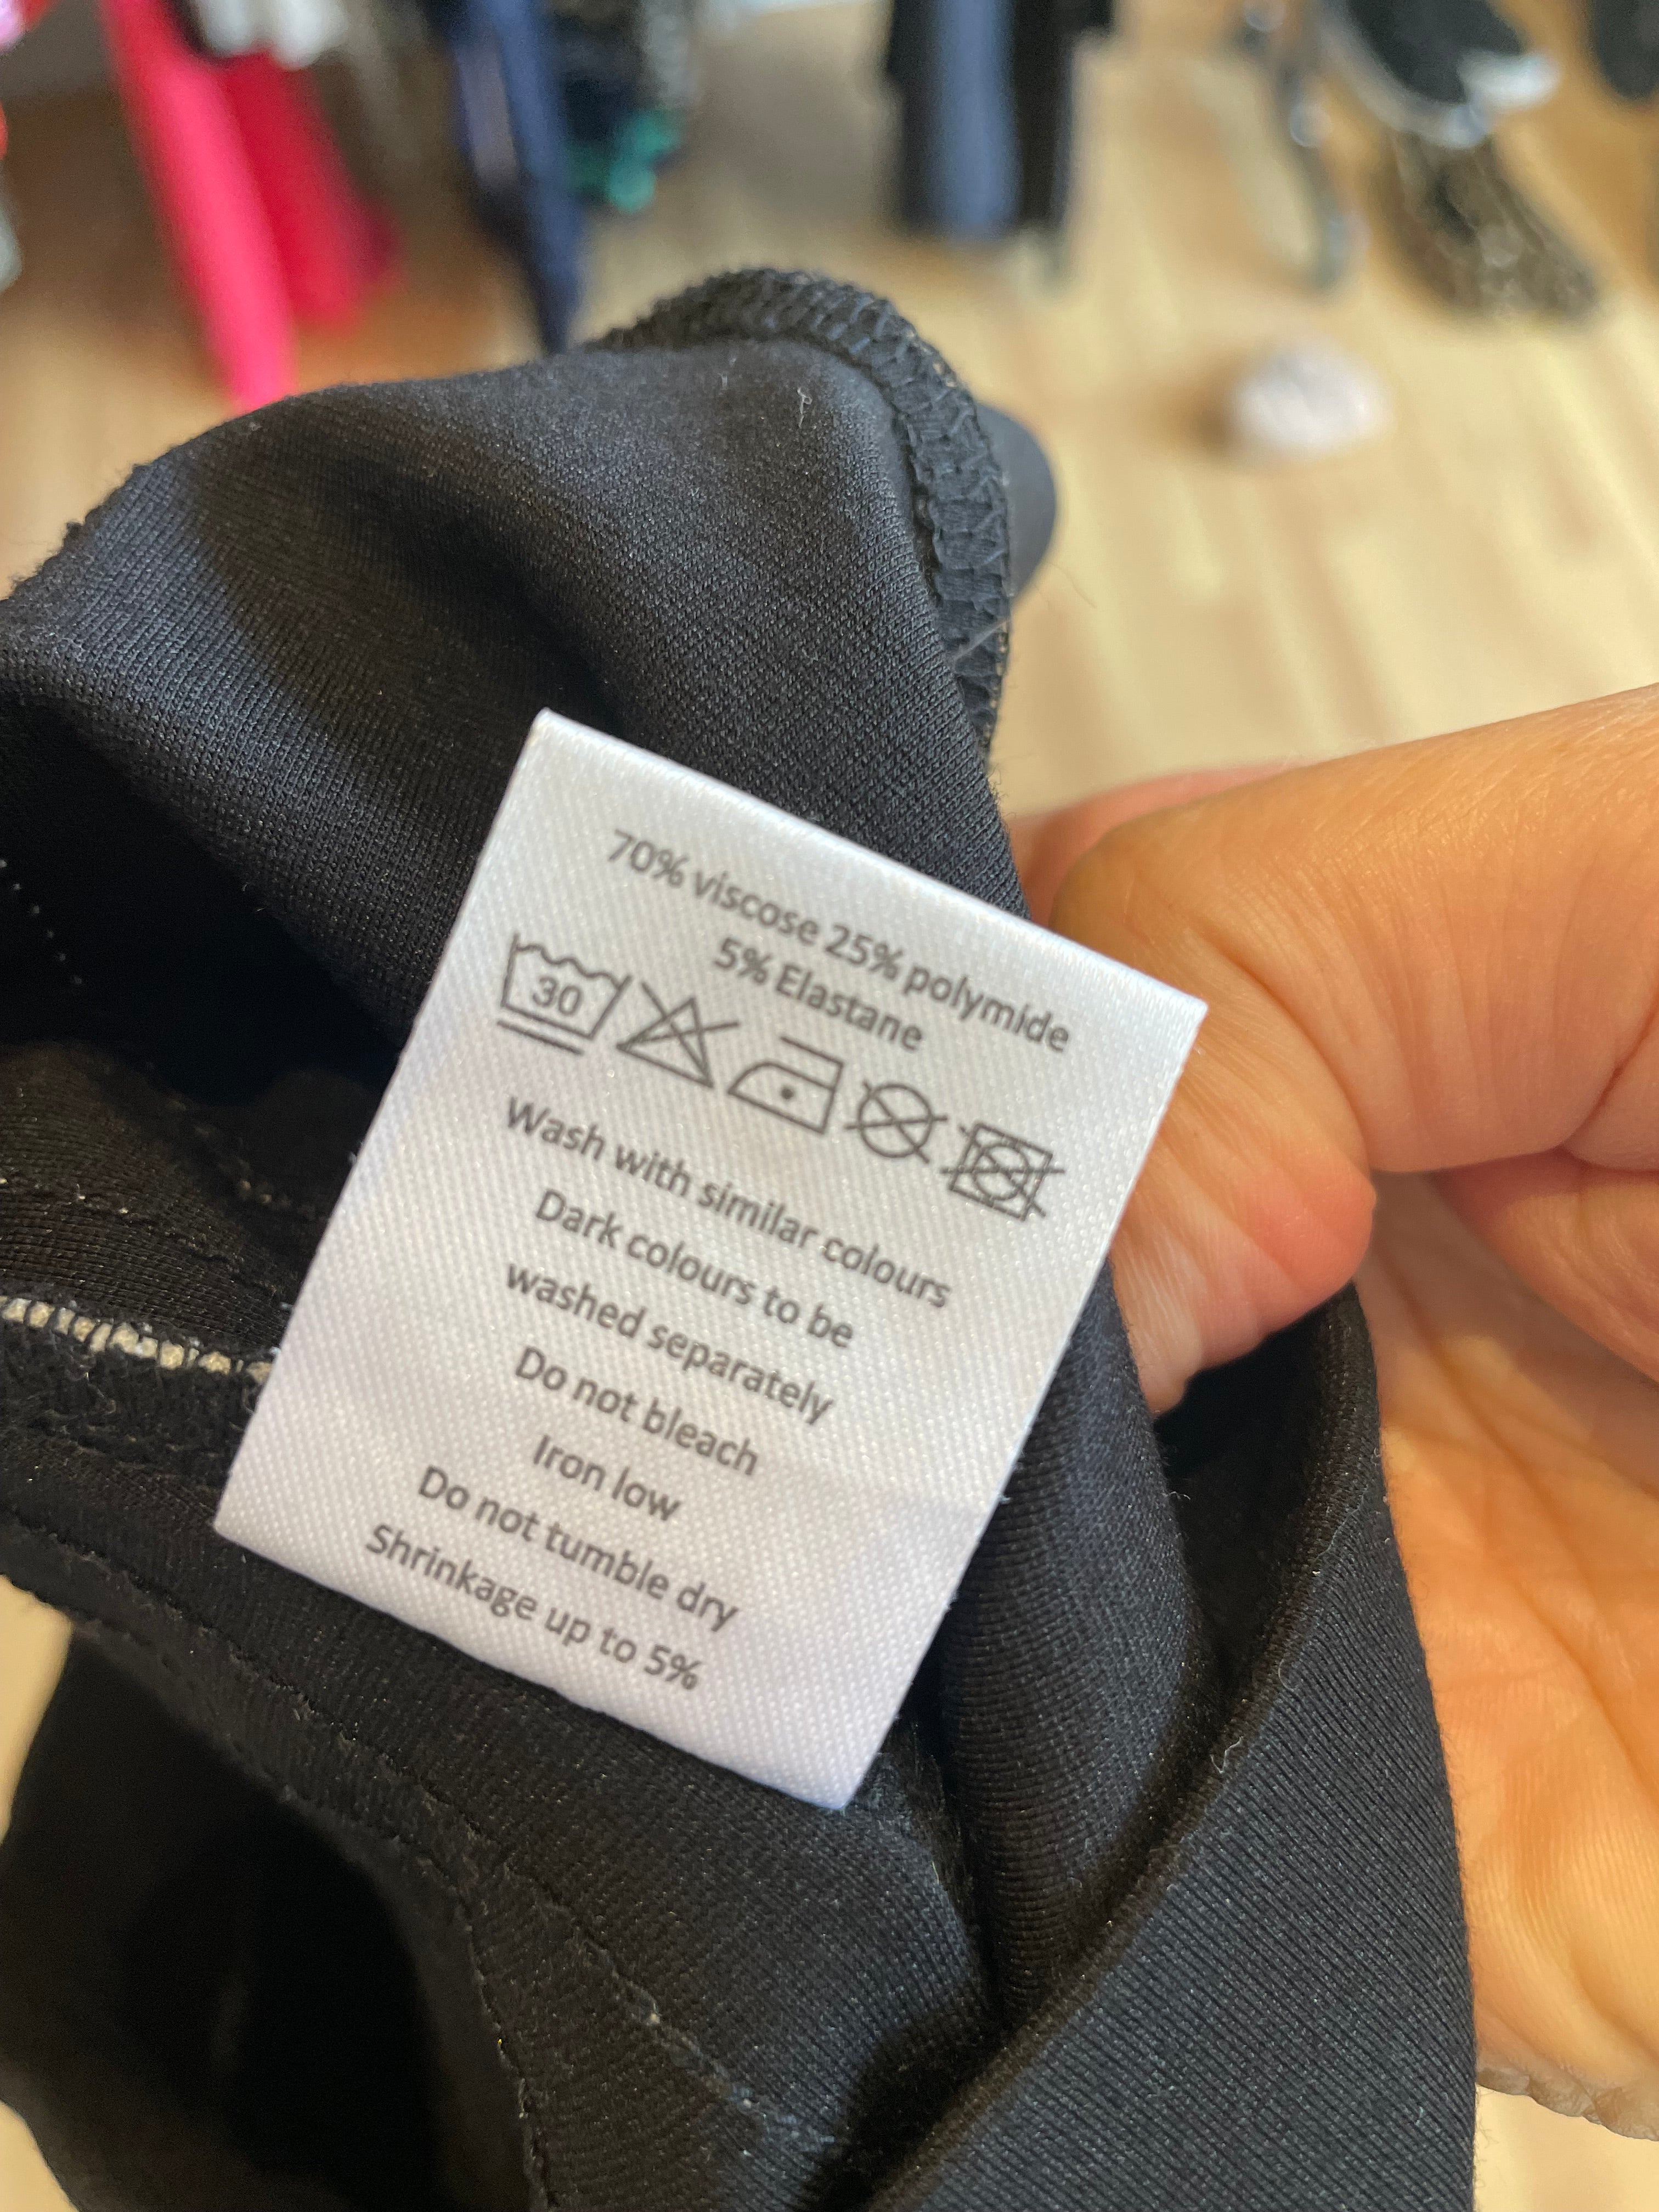 70% viscose 25% polymide
5% Elastane
30
Wash with similar colours
Dark colours to be
washed separately
Do not bleach
Iron low
Do not tumble dry
Shrinkage up to 5%